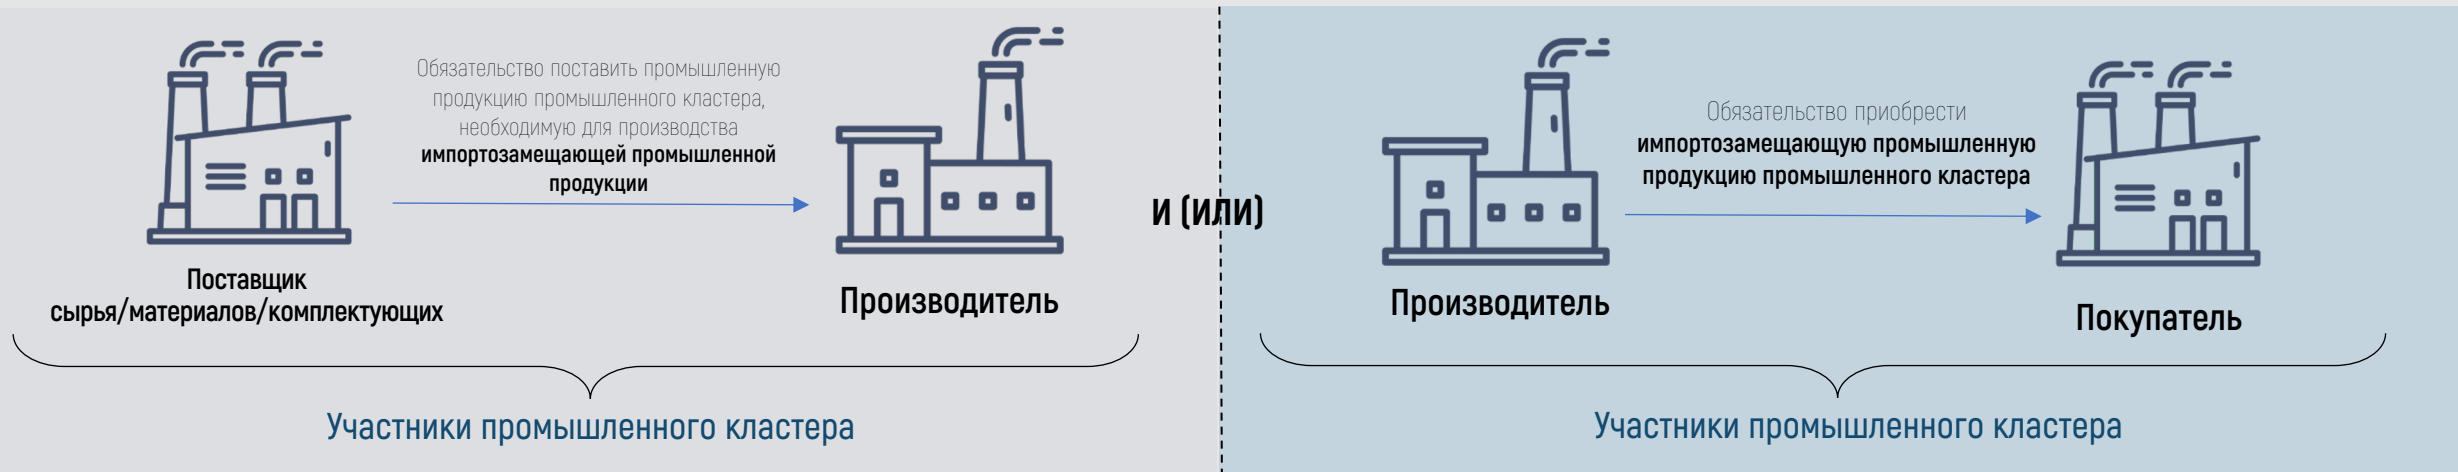 Обязательство поставить промышленную
продукцию промышленного кластера,
необходимую для производства
импортозамещающей промышленной
продукции
Поставщик
сырья/материалов/комплектующих
Производитель
Участники промышленного кластера
и (или)
Обязательство приобрести
импортозамещающую промышленную
продукцию промышленного кластера
Производитель
Покупатель
Участники промышленного кластера